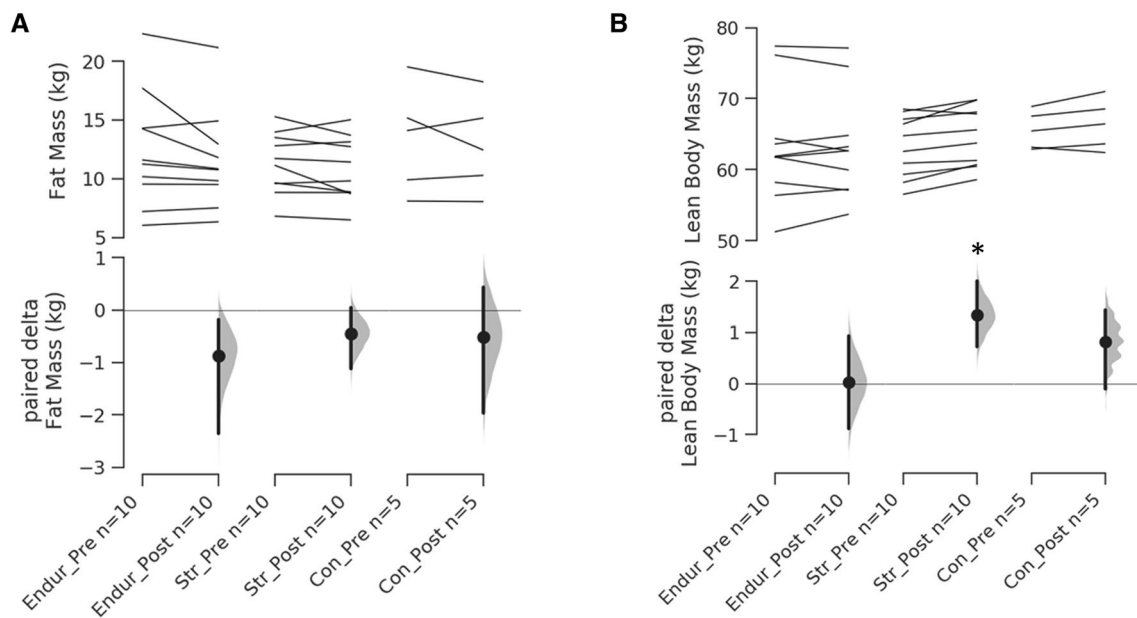 A
Fat Mass (kg)
20
15
10
5
paired delta
Fat Mass (kg)
1
0
−1
−2
−3
Endur_Pre n=10
Endur_Post n=10
Str_Pre n=10
Str_Post n=10
Con_Pre n=5
Con_Post n=5
B
Lean Body Mass (kg)
80
70
60
50
*
paired delta
Lean Body Mass (kg)
2
1
0
−1
Endur_Pre n=10
Endur_Post n=10
Str_Pre n=10
Str_Post n=10
Con_Pre n=5
Con_Post n=5